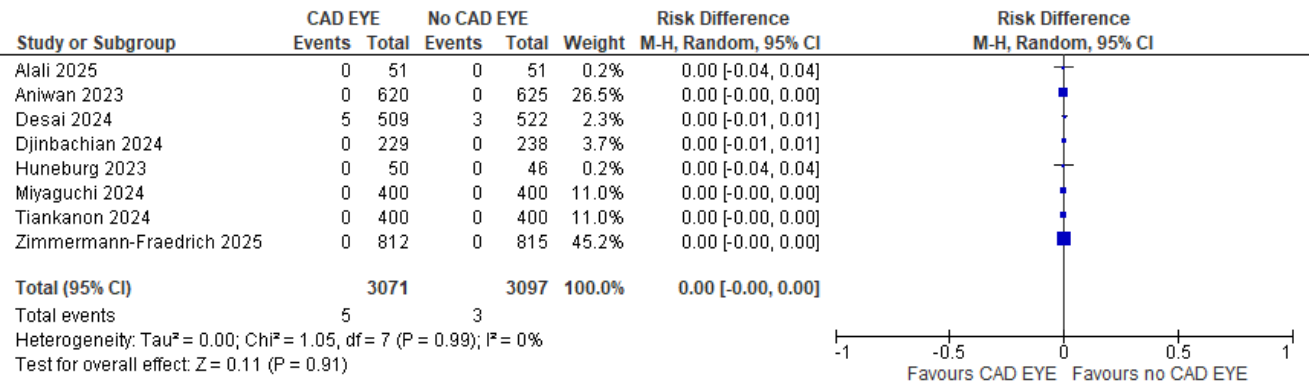 CAD EYE No CAD EYE Risk Difference Risk Difference
Study or Subgroup Events Total Events Total Weight M-H, Random, 95% CI M-H, Random, 95% CI
Alali 2025 0 51 0 51 0.2% 0.00 [-0.04, 0.04]
Aniwan 2023 0 620 0 625 26.5% 0.00 [-0.00, 0.00]
Desai 2024 5 509 3 522 2.3% 0.00 [-0.01, 0.01]
Djinbachian 2024 0 229 0 238 3.7% 0.00 [-0.01, 0.01]
Huneburg 2023 0 50 0 46 0.2% 0.00 [-0.04, 0.04]
Miyaguchi 2024 0 400 0 400 11.0% 0.00 [-0.00, 0.00]
Tiankanon 2024 0 400 0 400 11.0% 0.00 [-0.00, 0.00]
Zimmermann-Fraedrich 2025 0 812 0 815 45.2% 0.00 [-0.00, 0.00]
Total (95% CI) 3071 3097 100.0% 0.00 [-0.00, 0.00]
Total events 5 3
Heterogeneity: Tau² = 0.00; Chi² = 1.05, df = 7 (P = 0.99); I² = 0%
Test for overall effect: Z = 0.11 (P = 0.91)
-1 -0.5 0 0.5 1
Favours CAD EYE Favours no CAD EYE